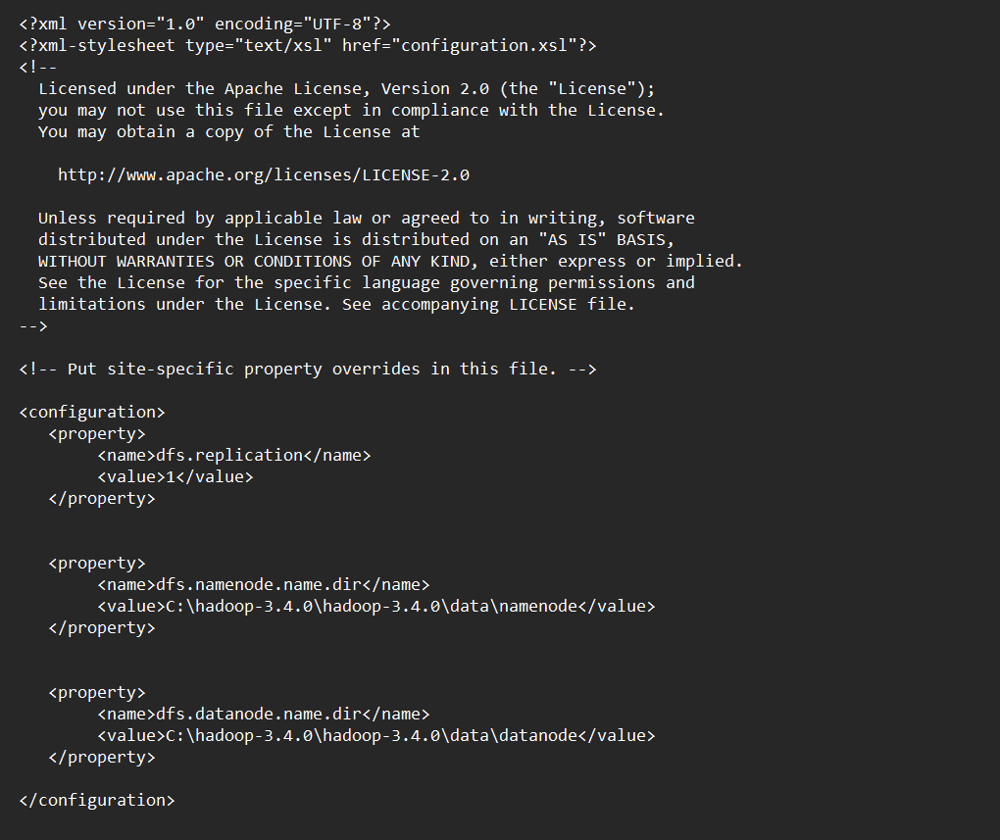 <?xml version="1.0" encoding="UTF-8"?>
<?xml-stylesheet type="text/xsl" href="configuration.xsl"?>
<!--
  Licensed under the Apache License, Version 2.0 (the "License");
  you may not use this file except in compliance with the License.
  You may obtain a copy of the License at

    http://www.apache.org/licenses/LICENSE-2.0

  Unless required by applicable law or agreed to in writing, software
  distributed under the License is distributed on an "AS IS" BASIS,
  WITHOUT WARRANTIES OR CONDITIONS OF ANY KIND, either express or implied.
  See the License for the specific language governing permissions and
  limitations under the License. See accompanying LICENSE file.
-->

<!-- Put site-specific property overrides in this file. -->

<configuration>
   <property>
        <name>dfs.replication</name>
        <value>1</value>
   </property>


   <property>
        <name>dfs.namenode.name.dir</name>
        <value>C:\hadoop-3.4.0\hadoop-3.4.0\data\namenode</value>
   </property>


   <property>
        <name>dfs.datanode.name.dir</name>
        <value>C:\hadoop-3.4.0\hadoop-3.4.0\data\datanode</value>
   </property>

</configuration>